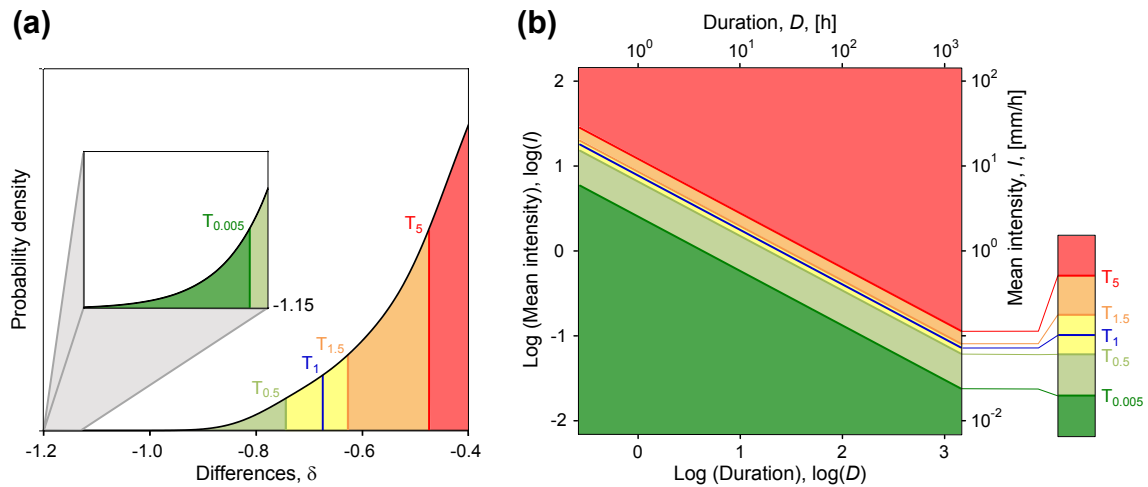 (a)
Probability density
T0.005
-1.15
T0.5
T1
T1.5
T5
-1.2 -1.0 -0.8 -0.6 -0.4
Differences, δ
(b)
Duration, D, [h]
10^0 10^1 10^2 10^3
Log (Mean intensity), log(I)
2
1
0
-1
-2
10^2
10^1
10^0
10^-2
Mean intensity, I, [mm/h]
0 1 2 3
Log (Duration), log(D)
T5
T1.5
T1
T0.5
T0.005